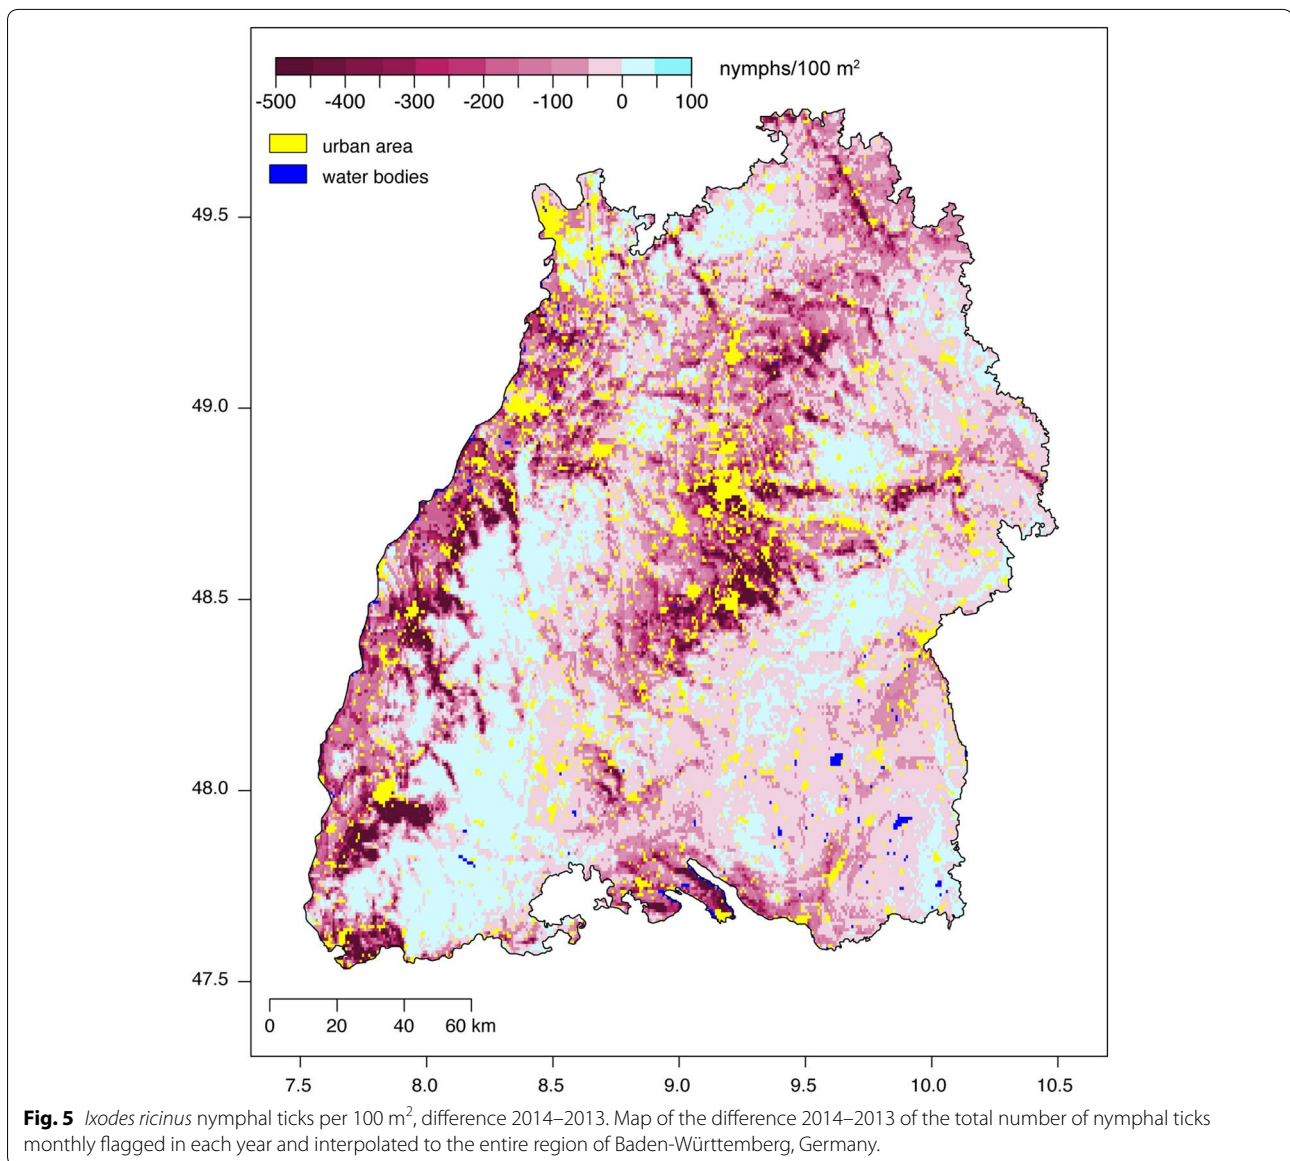 nymphs/100 m²
-500 -400 -300 -200 -100 0 100
urban area
water bodies
49.5
49.0
48.5
48.0
47.5
0 20 40 60 km
7.5 8.0 8.5 9.0 9.5 10.0 10.5
Fig. 5 Ixodes ricinus nymphal ticks per 100 m², difference 2014–2013. Map of the difference 2014–2013 of the total number of nymphal ticks
monthly flagged in each year and interpolated to the entire region of Baden-Württemberg, Germany.